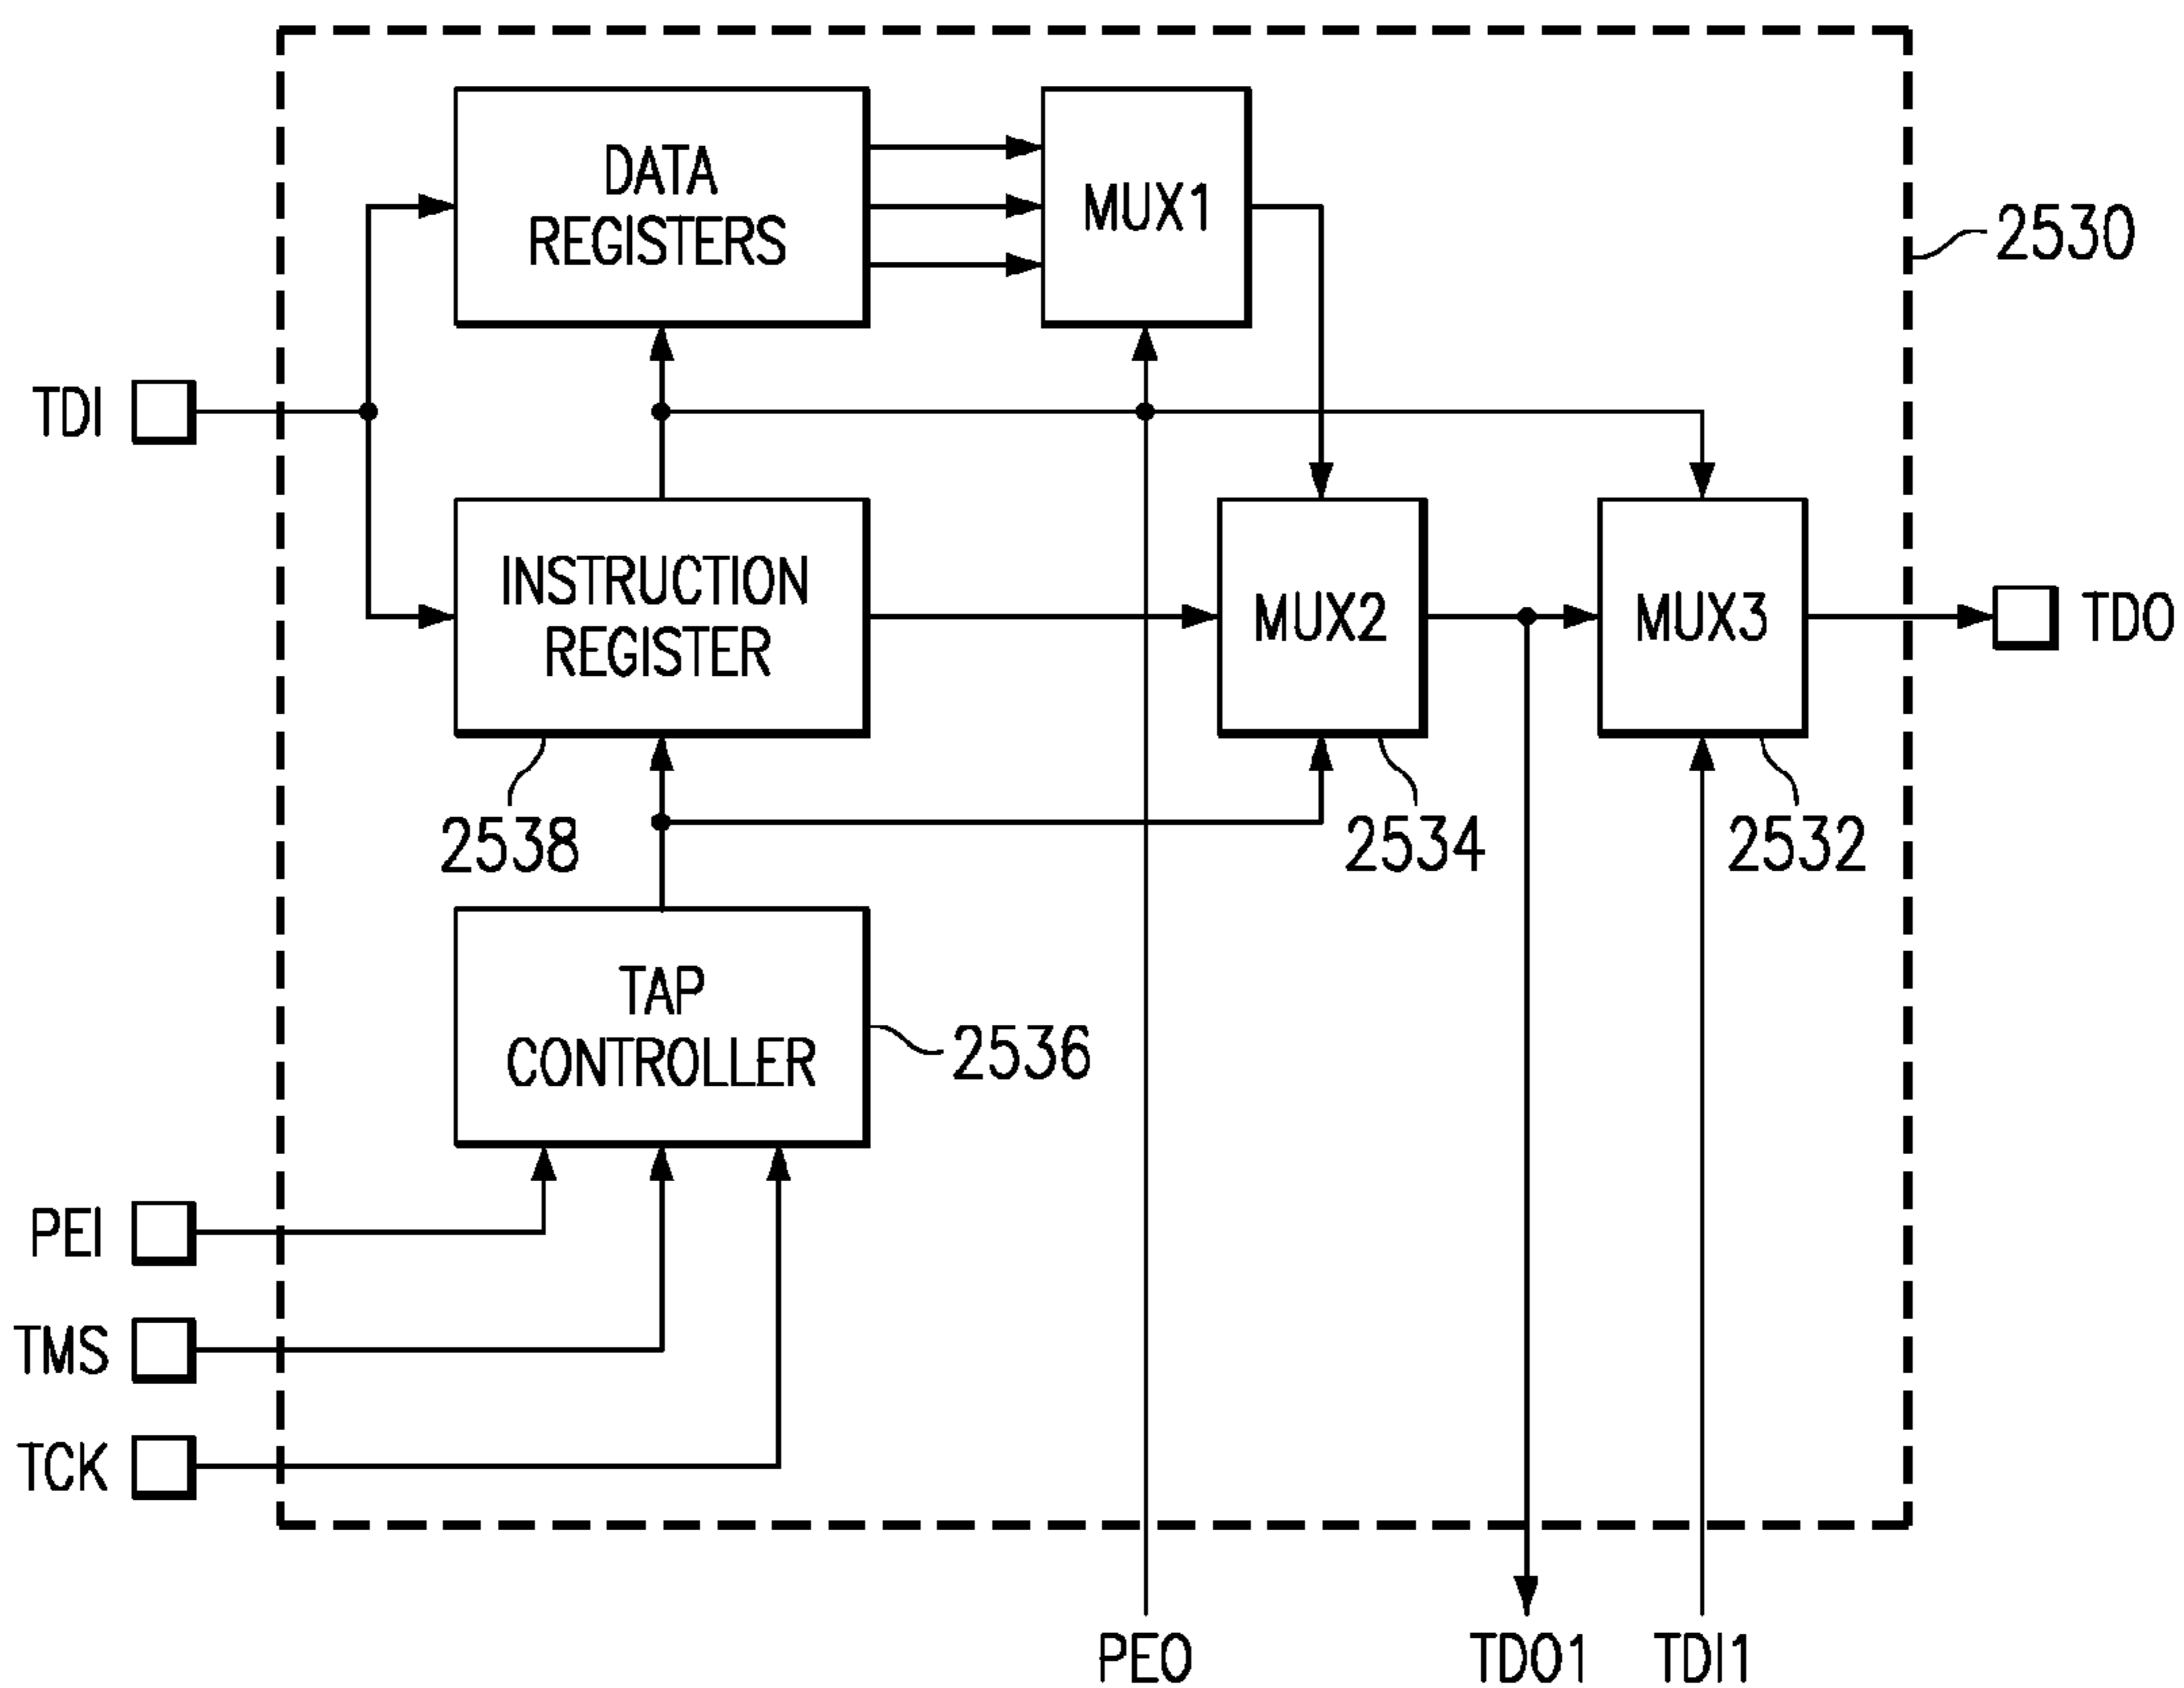 DATA
REGISTERS
MUX1
2530
TDI
INSTRUCTION
REGISTER
MUX2
MUX3
TDO
2538
2534
2532
TAP
CONTROLLER
2536
PEI
TMS
TCK
PEO
TDO1
TDI1